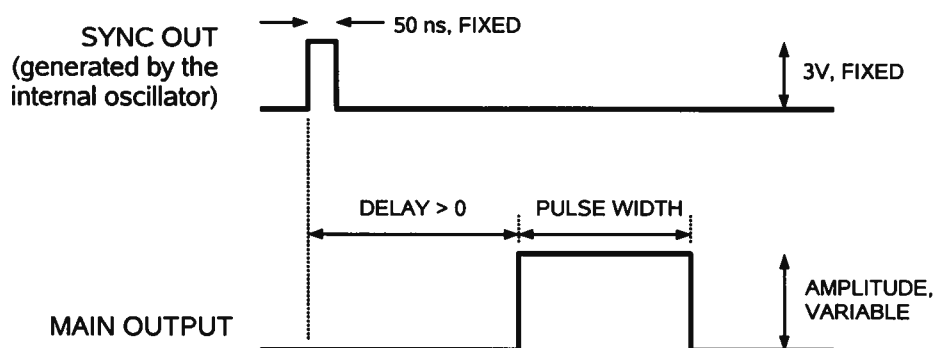 50 ns, FIXED
SYNC OUT
(generated by the
internal oscillator)
3V, FIXED
DELAY > 0
PULSE WIDTH
AMPLITUDE,
VARIABLE
MAIN OUTPUT